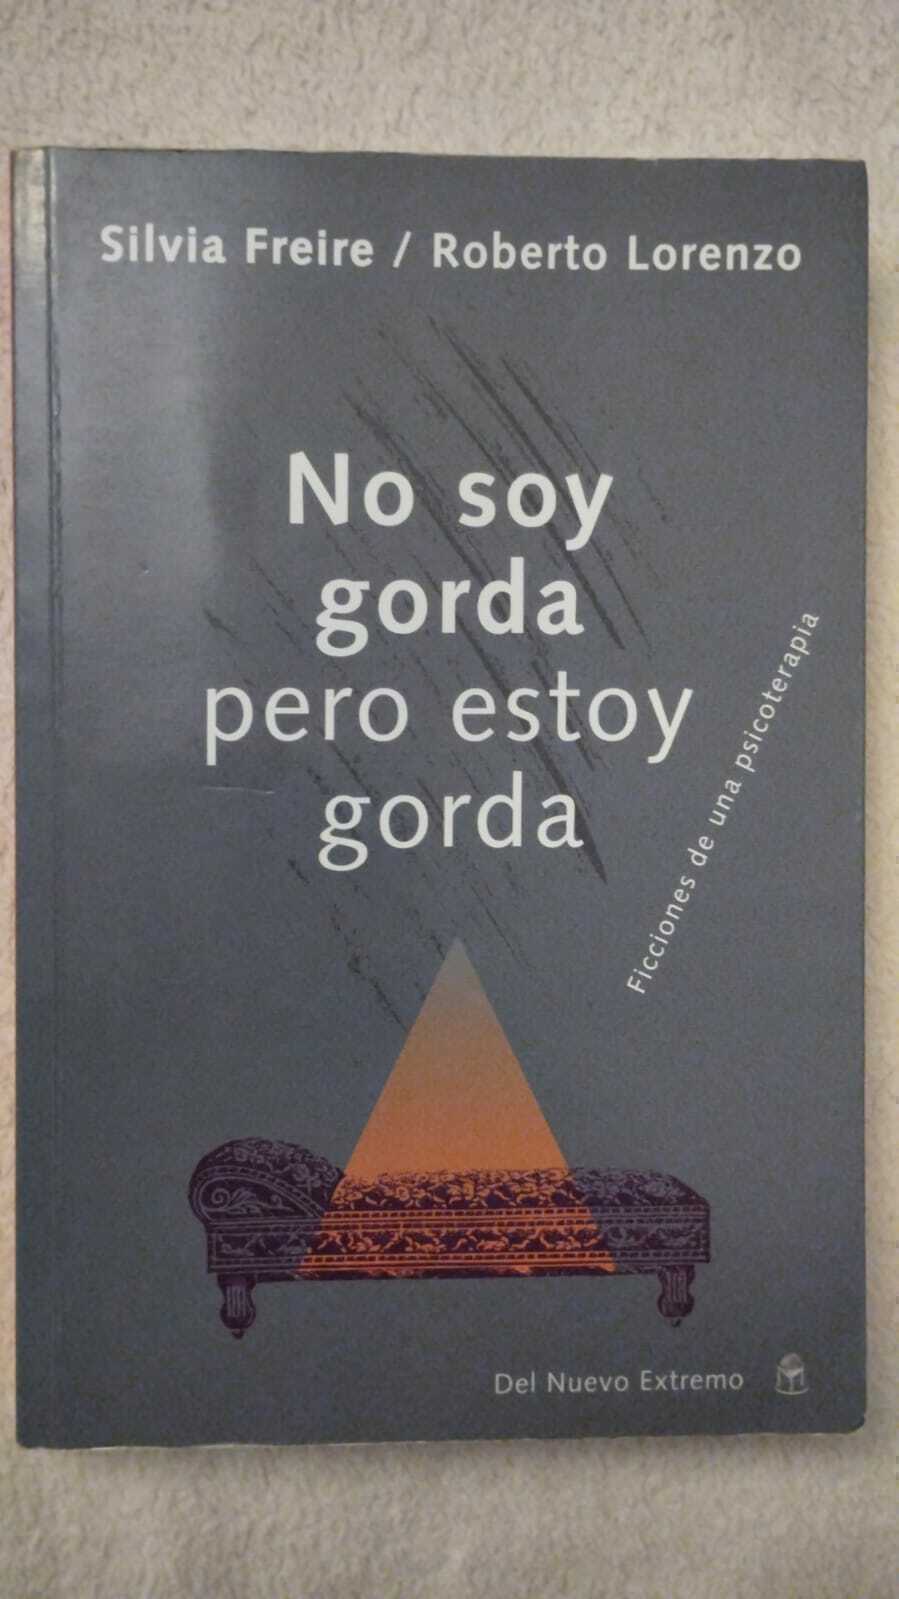 Silvia Freire / Roberto Lorenzo
No soy
gorda
pero estoy
gorda
Ficciones de una psicoterapia
Del Nuevo Extremo